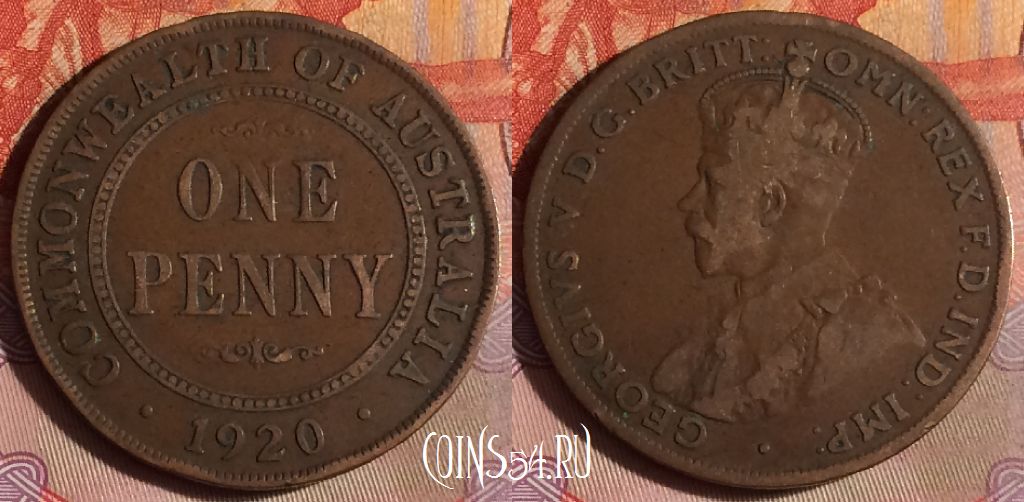 COMMONWEALTH OF AUSTRALIA
ONE
PENNY
· 1920 ·
GEORGIVS V D.G.BRITT: OMN: REX F.D.IND: IMP:
COINS54.RU